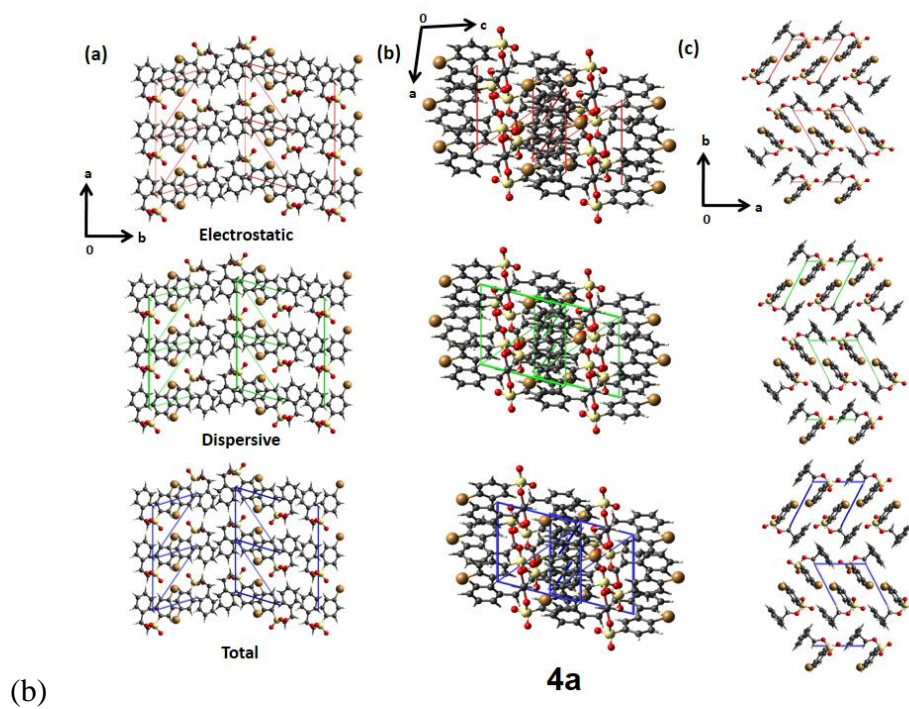 (a)
a
0
b
Electrostatic
Dispersive
Total
(b)
0
c
a
4a
(c)
b
0
a
(b)